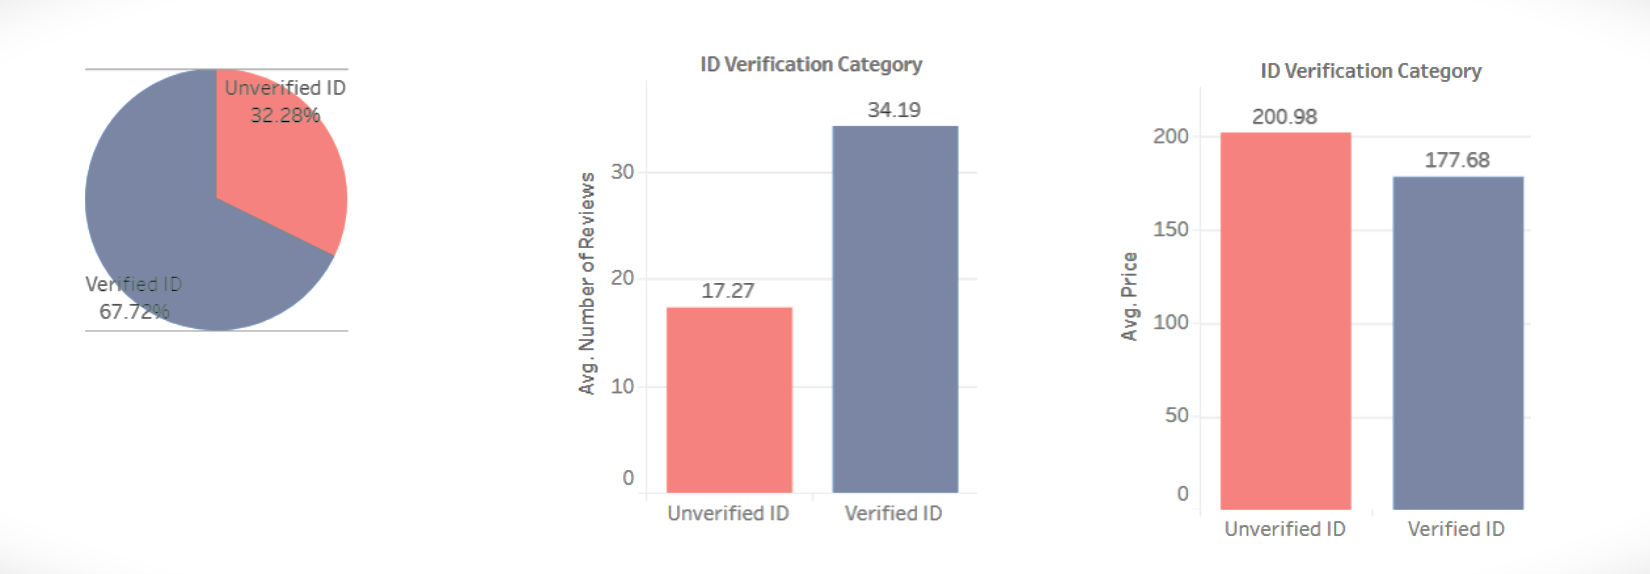 Unverified ID
32.28%
Verified ID
67.72%
ID Verification Category
Avg. Number of Reviews
30
20
10
0
34.19
17.27
Unverified ID
Verified ID
ID Verification Category
Avg. Price
200
150
100
50
0
200.98
177.68
Unverified ID
Verified ID